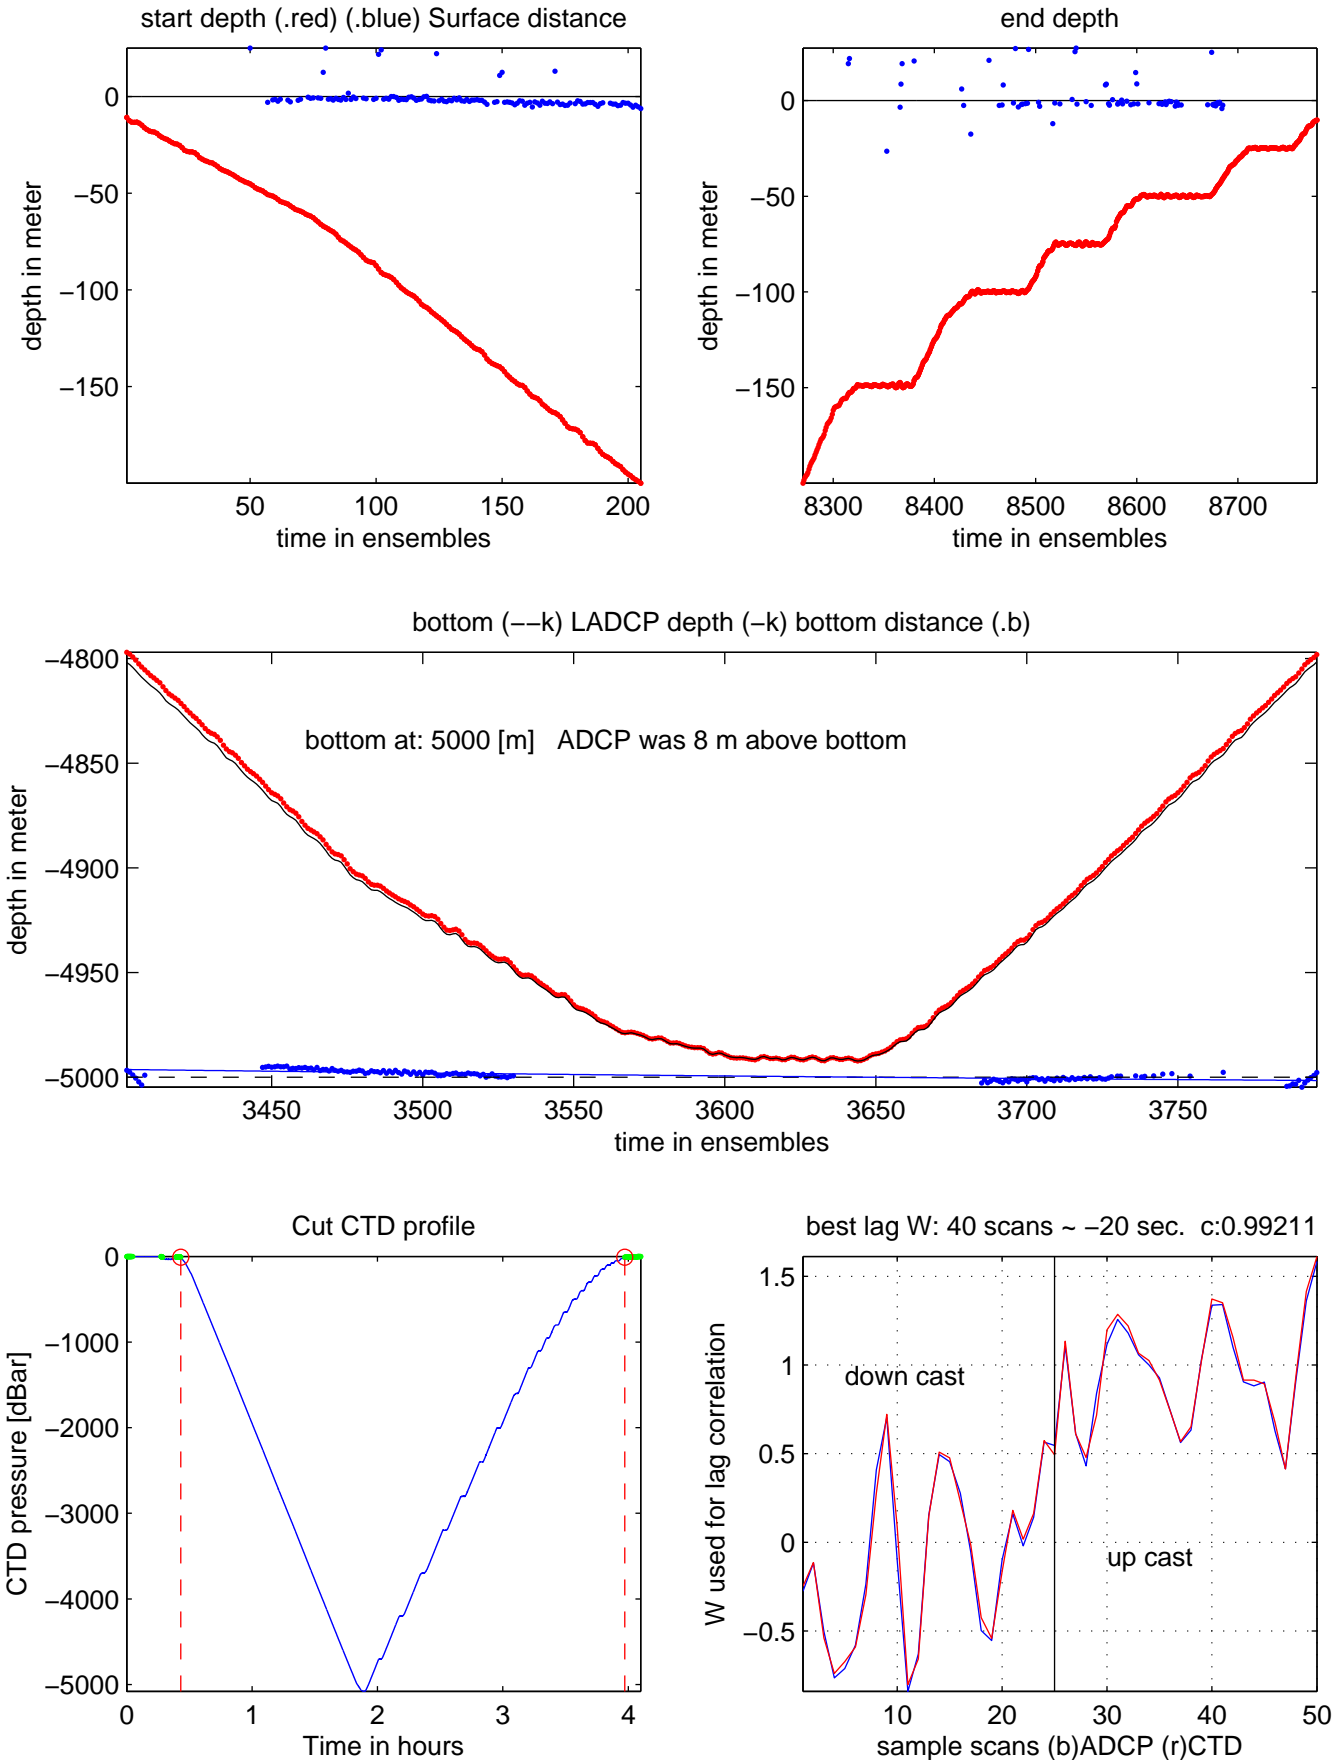 start depth (.red) (.blue) Surface distance
end depth
0
−50
−100
−150
depth in meter
50
100
150
200
time in ensembles
0
−50
−100
−150
depth in meter
8300
8400
8500
8600
8700
time in ensembles
bottom (−−k) LADCP depth (−k) bottom distance (.b)
−4800
−4850
−4900
−4950
−5000
depth in meter
bottom at: 5000 [m]   ADCP was 8 m above bottom
3450
3500
3550
3600
3650
3700
3750
time in ensembles
Cut CTD profile
0
−1000
−2000
−3000
−4000
−5000
CTD pressure [dBar]
0
1
2
3
4
Time in hours
best lag W: 40 scans ~ −20 sec.  c:0.99211
1.5
1
0.5
0
−0.5
W used for lag correlation
down cast
up cast
10
20
30
40
50
sample scans (b)ADCP (r)CTD